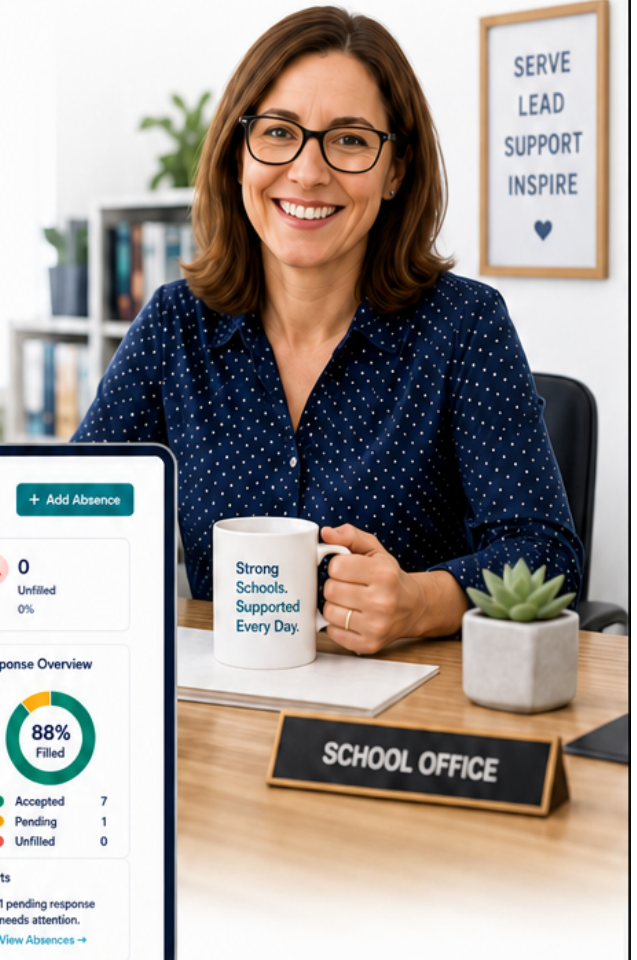 SERVE
LEAD
SUPPORT
INSPIRE
+ Add Absence
0
Unfilled
0%
ponse Overview
88%
Filled
Accepted 7
Pending 1
Unfilled 0
ts
1 pending response
needs attention.
View Absences →
Strong
Schools.
Supported
Every Day.
SCHOOL OFFICE